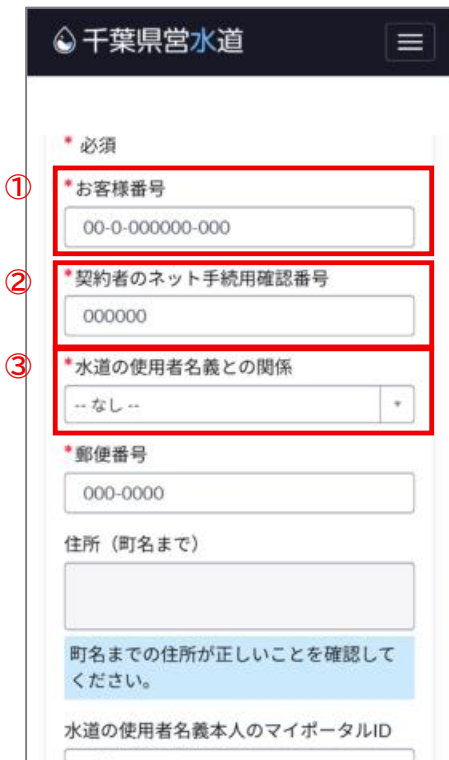 千葉県営水道
* 必須
①
*お客様番号
00-0-000000-000
②
*契約者のネット手続用確認番号
000000
③
*水道の使用者名義との関係
-- なし --
*郵便番号
000-0000
住所（町名まで）
町名までの住所が正しいことを確認して
ください。
水道の使用者名義本人のマイポータルID